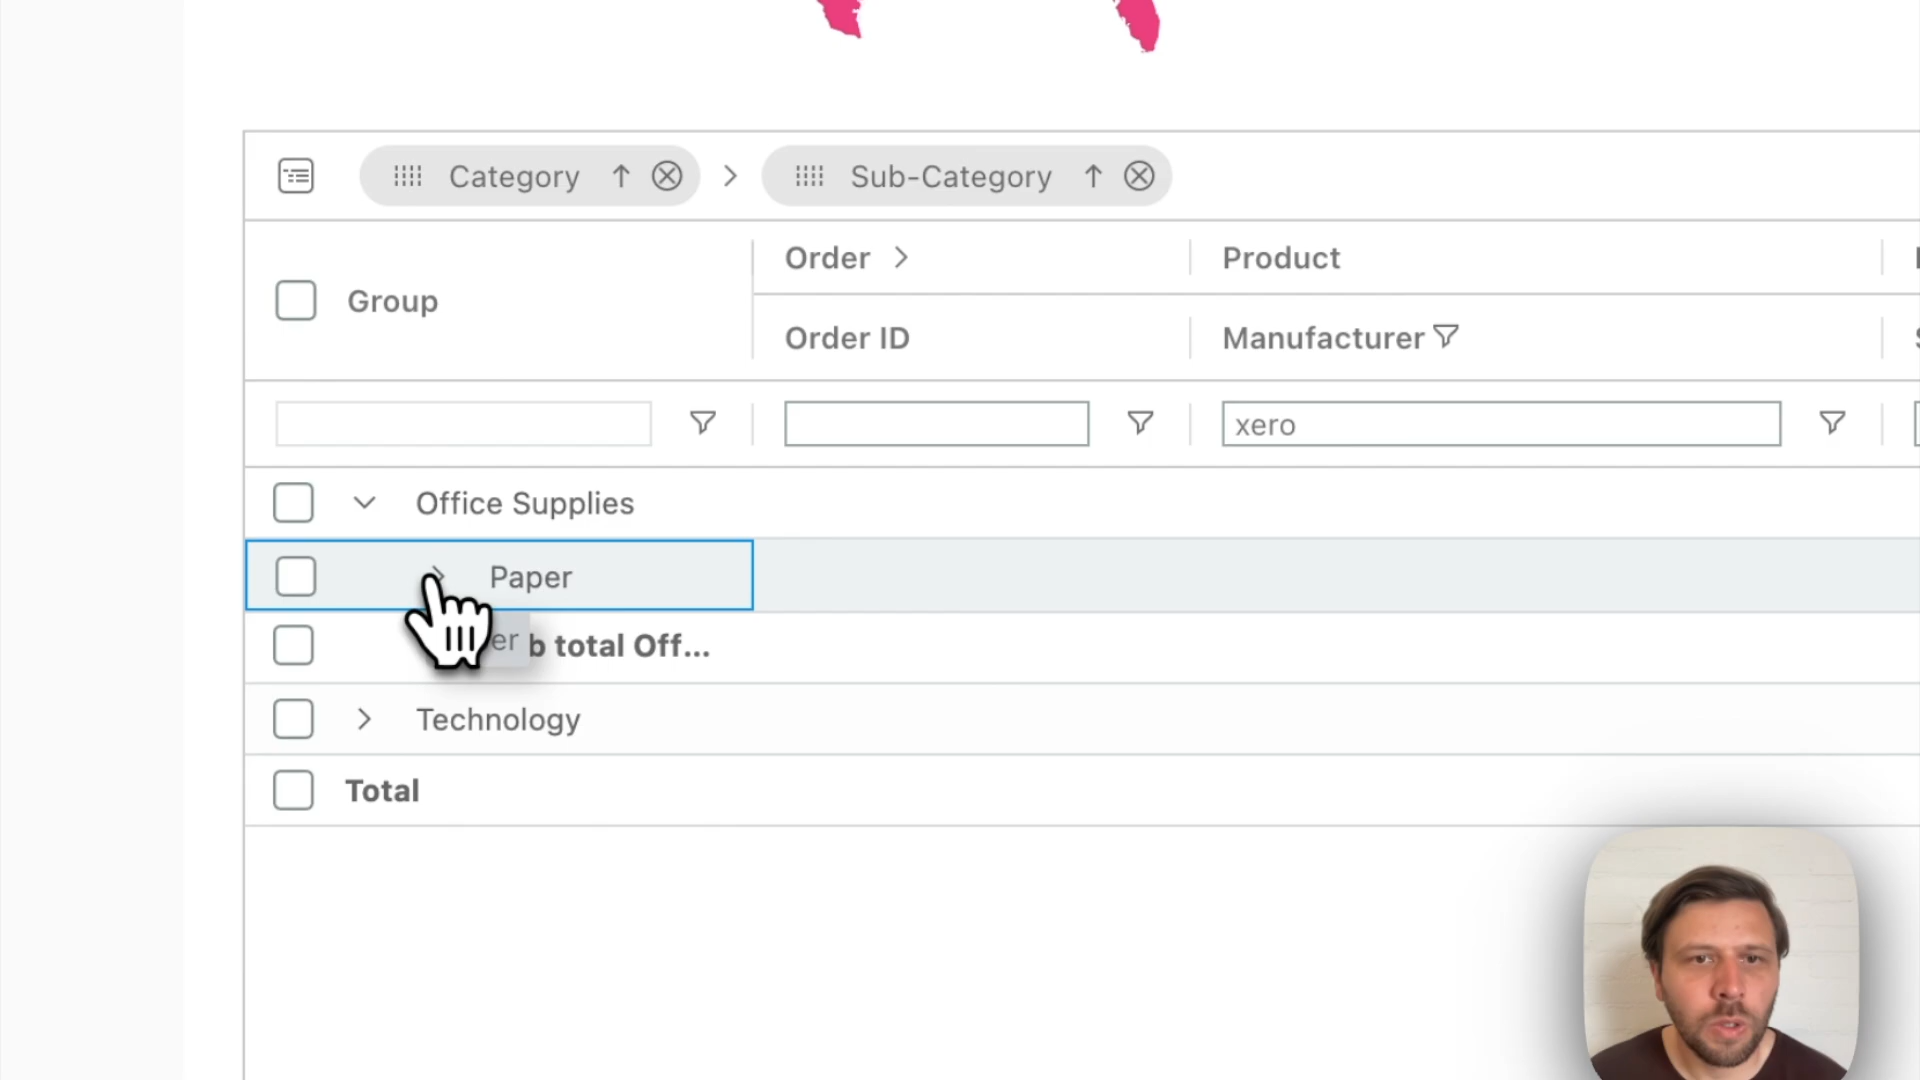 Category
Sub-Category
Group
Order
Product
Order ID
Manufacturer
xero
Office Supplies
Paper
total Off...
Technology
Total